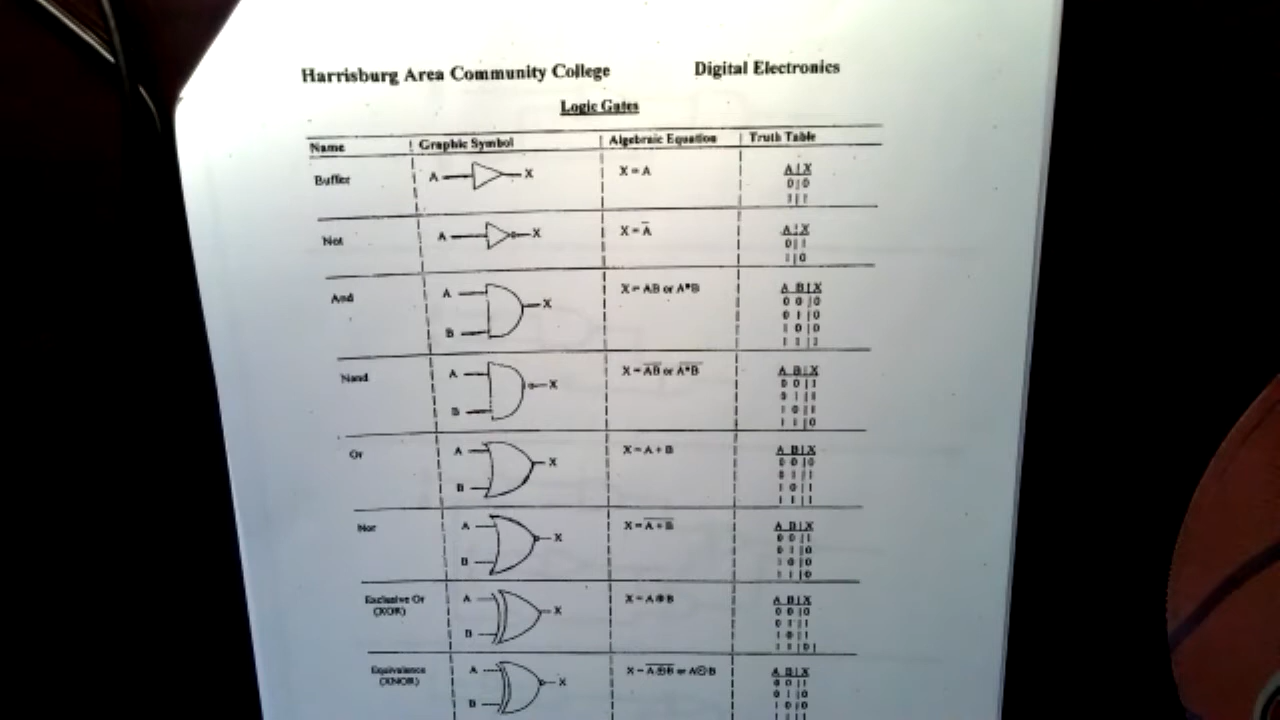 Harrisburg Area Community College Digital Electronics
Logic Gates
Name | Graphic Symbol | Algebraic Equation | Truth Table
Buffer A X X = A
A | X
0 | 0
1 | 1
Not A X X = A̅
A | X
0 | 1
1 | 0
And A B X X = AB or A•B
A B | X
0 0 | 0
0 1 | 0
1 0 | 0
1 1 | 1
Nand A B X X = A̅B̅ or A̅•̅B̅
A B | X
0 0 | 1
0 1 | 1
1 0 | 1
1 1 | 0
Or A B X X = A + B
A B | X
0 0 | 0
0 1 | 1
1 0 | 1
1 1 | 1
Nor A B X X = A̅ ̅+̅ ̅B̅
A B | X
0 0 | 1
0 1 | 0
1 0 | 0
1 1 | 0
Exclusive Or A B X X = A⊕B
(XOR)
A B | X
0 0 | 0
0 1 | 1
1 0 | 1
1 1 | 0 |
Equivalence A B X X = A̅⊕̅B̅ or A⊙B
(XNOR)
A B | X
0 0 | 1
0 1 | 0
1 0 | 0